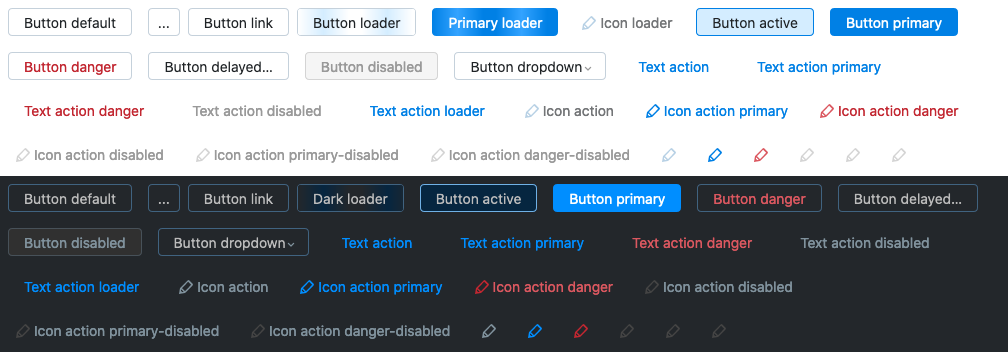 Button default ... Button link Button loader Primary loader Icon loader Button active Button primary
Button danger Button delayed... Button disabled Button dropdown Text action Text action primary
Text action danger Text action disabled Text action loader Icon action Icon action primary Icon action danger
Icon action disabled Icon action primary-disabled Icon action danger-disabled
Button default ... Button link Dark loader Button active Button primary Button danger Button delayed...
Button disabled Button dropdown Text action Text action primary Text action danger Text action disabled
Text action loader Icon action Icon action primary Icon action danger Icon action disabled
Icon action primary-disabled Icon action danger-disabled